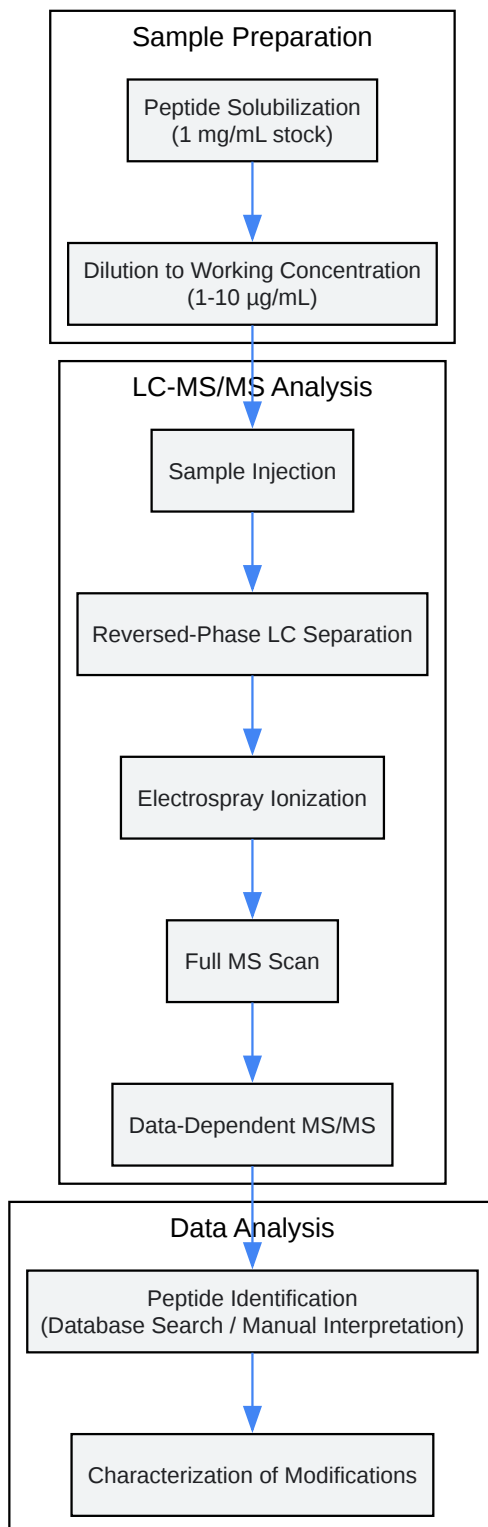 Sample Preparation
Peptide Solubilization
(1 mg/mL stock)
Dilution to Working Concentration
(1-10 µg/mL)
LC-MS/MS Analysis
Sample Injection
Reversed-Phase LC Separation
Electrospray Ionization
Full MS Scan
Data-Dependent MS/MS
Data Analysis
Peptide Identification
(Database Search / Manual Interpretation)
Characterization of Modifications